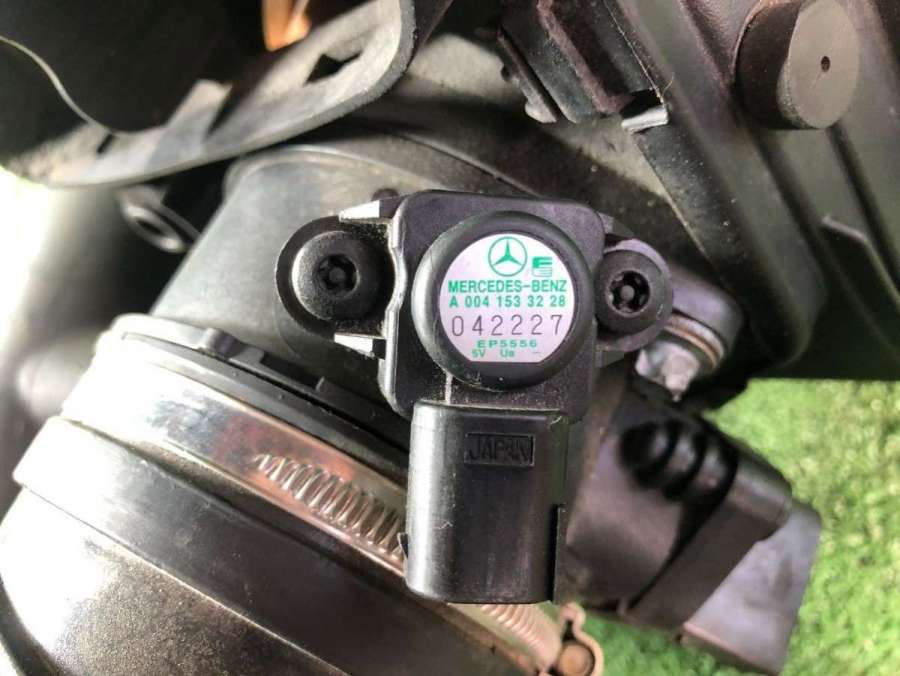 MERCEDES-BENZ
A 004 153 32 28
042227
EP5556
5V Ua -
JAPAN